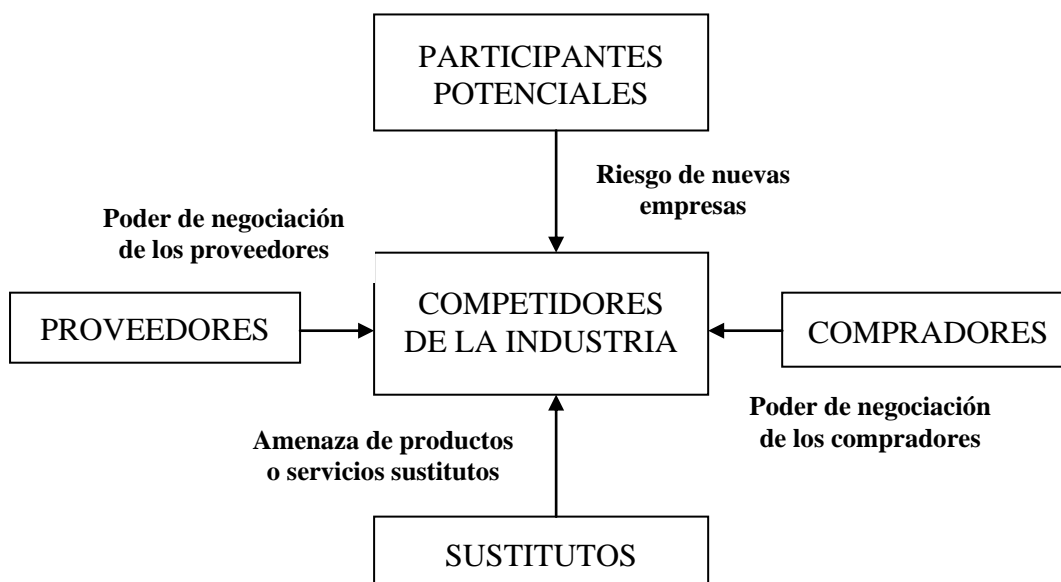 PARTICIPANTES
POTENCIALES
Riesgo de nuevas
empresas
Poder de negociación
de los proveedores
PROVEEDORES
COMPETIDORES
DE LA INDUSTRIA
COMPRADORES
Poder de negociación
de los compradores
Amenaza de productos
o servicios sustitutos
SUSTITUTOS